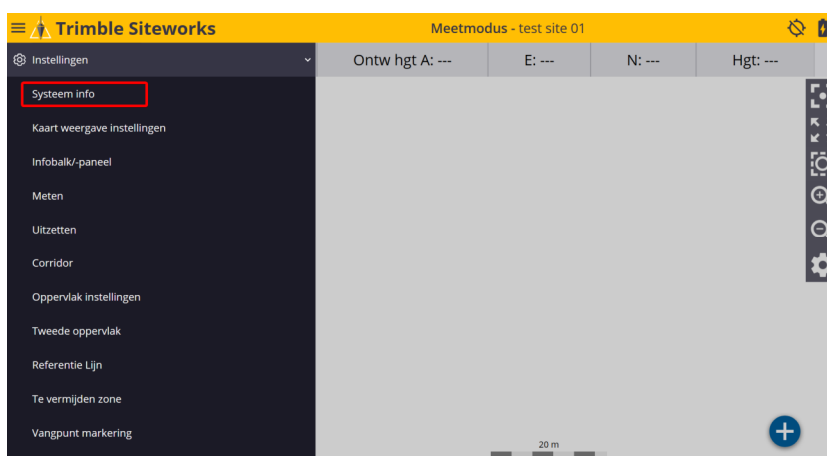 Trimble Siteworks
Meetmodus - test site 01
Instellingen
Ontw hgt A: ---
E: ---
N: ---
Hgt: ---
Systeem info
Kaart weergave instellingen
Infobalk/-paneel
Meten
Uitzetten
Corridor
Oppervlak instellingen
Tweede oppervlak
Referentie Lijn
Te vermijden zone
Vangpunt markering
20 m